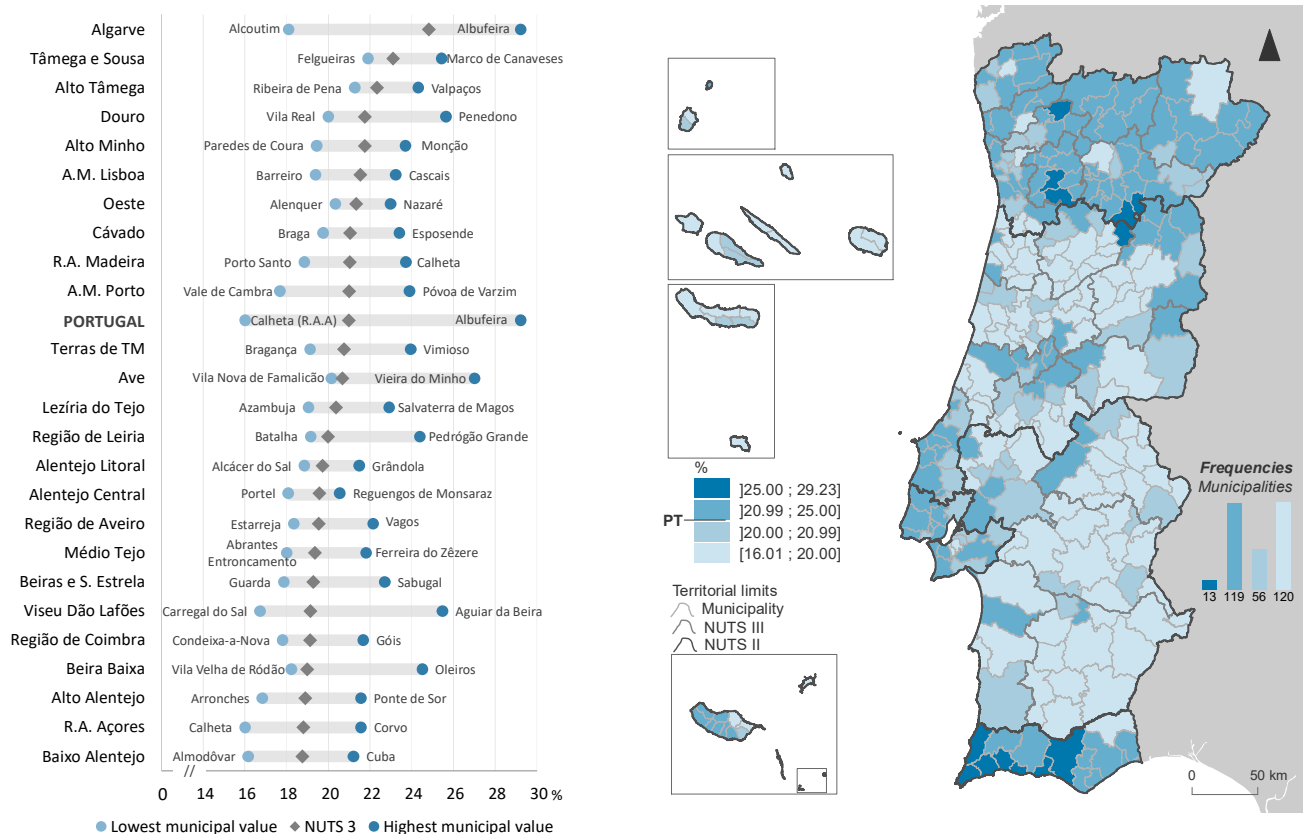 Algarve Alcoutim Albufeira
Tâmega e Sousa Felgueiras Marco de Canaveses
Alto Tâmega Ribeira de Pena Valpaços
Douro Vila Real Penedono
Alto Minho Paredes de Coura Monção
A.M. Lisboa Barreiro Cascais
Oeste Alenquer Nazaré
Cávado Braga Esposende
R.A. Madeira Porto Santo Calheta
A.M. Porto Vale de Cambra Póvoa de Varzim
PORTUGAL Calheta (R.A.A) Albufeira
Terras de TM Bragança Vimioso
Ave Vila Nova de Famalicão Vieira do Minho
Lezíria do Tejo Azambuja Salvaterra de Magos
Região de Leiria Batalha Pedrógão Grande
Alentejo Litoral Alcácer do Sal Grândola
Alentejo Central Portel Reguengos de Monsaraz
Região de Aveiro Estarreja Vagos
Médio Tejo Abrantes Entroncamento Ferreira do Zêzere
Beiras e S. Estrela Guarda Sabugal
Viseu Dão Lafões Carregal do Sal Aguiar da Beira
Região de Coimbra Condeixa-a-Nova Góis
Beira Baixa Vila Velha de Ródão Oleiros
Alto Alentejo Arronches Ponte de Sor
R.A. Açores Calheta Corvo
Baixo Alentejo Almodôvar Cuba
//
0 14 16 18 20 22 24 26 28 30 %
Lowest municipal value NUTS 3 Highest municipal value
%
]25.00 ; 29.23]
]20.99 ; 25.00]
PT
]20.00 ; 20.99]
[16.01 ; 20.00]
Territorial limits
Municipality
NUTS III
NUTS II
Frequencies
Municipalities
13 119 56 120
0 50 km